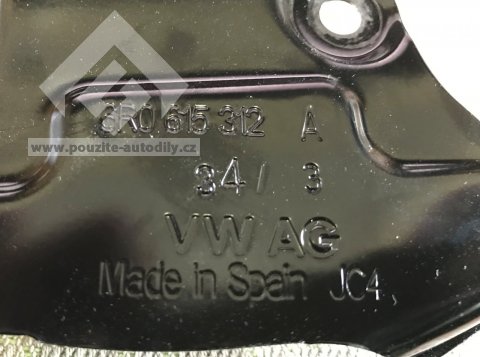 6R0 615 312 A
www.pouzite-autodily.cz
34 / 3
VW AG
Made in Spain JC4